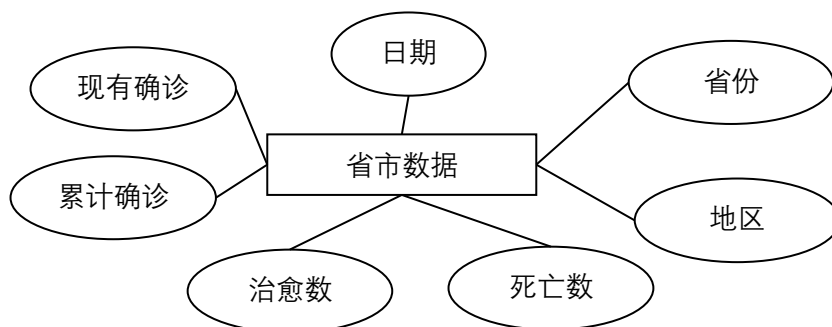 日期
现有确诊
省份
省市数据
累计确诊
地区
治愈数
死亡数